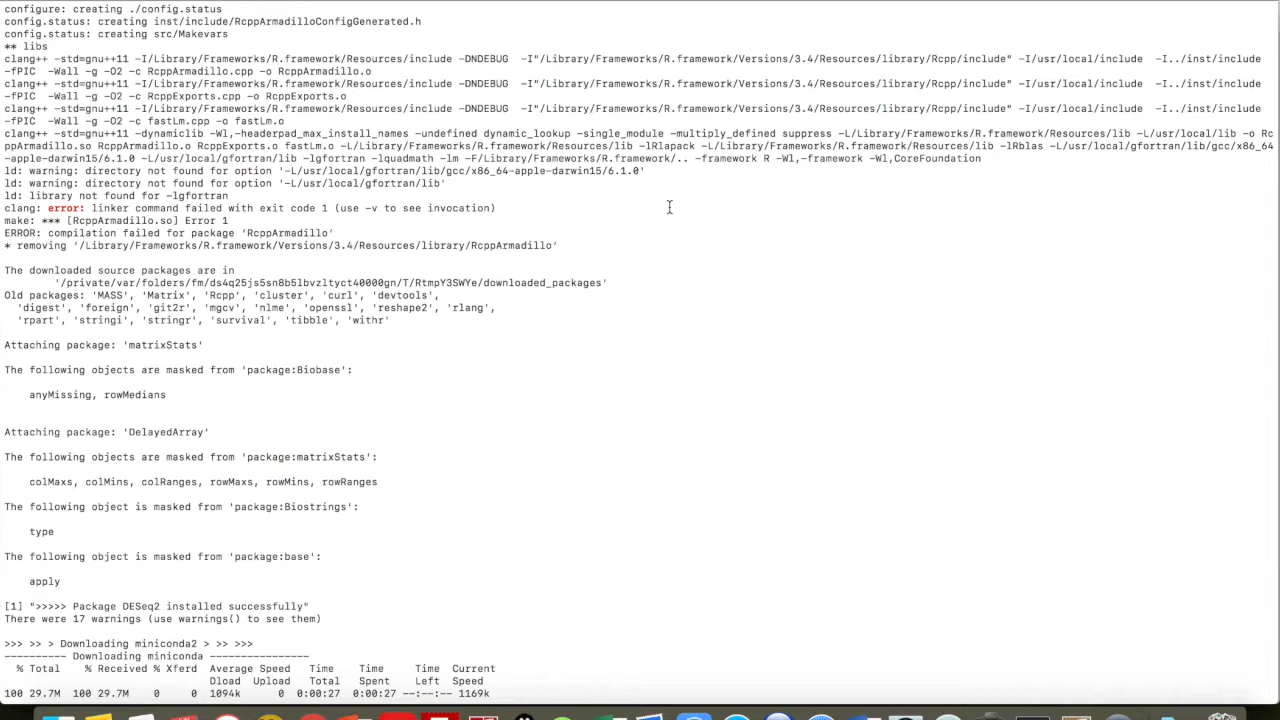 configure: creating ./config.status
config.status: creating inst/include/RcppArmadilloConfigGenerated.h
config.status: creating src/Makevars
** libs
clang++ -std=gnu++11 -I/Library/Frameworks/R.framework/Resources/include -DNDEBUG  -I"/Library/Frameworks/R.framework/Versions/3.4/Resources/library/Rcpp/include" -I/usr/local/include  -I../inst/include
-fPIC  -Wall -g -O2 -c RcppArmadillo.cpp -o RcppArmadillo.o
clang++ -std=gnu++11 -I/Library/Frameworks/R.framework/Resources/include -DNDEBUG  -I"/Library/Frameworks/R.framework/Versions/3.4/Resources/library/Rcpp/include" -I/usr/local/include  -I../inst/include
-fPIC  -Wall -g -O2 -c RcppExports.cpp -o RcppExports.o
clang++ -std=gnu++11 -I/Library/Frameworks/R.framework/Resources/include -DNDEBUG  -I"/Library/Frameworks/R.framework/Versions/3.4/Resources/library/Rcpp/include" -I/usr/local/include  -I../inst/include
-fPIC  -Wall -g -O2 -c fastLm.cpp -o fastLm.o
clang++ -std=gnu++11 -dynamiclib -Wl,-headerpad_max_install_names -undefined dynamic_lookup -single_module -multiply_defined suppress -L/Library/Frameworks/R.framework/Resources/lib -L/usr/local/lib -o Rc
ppArmadillo.so RcppArmadillo.o RcppExports.o fastLm.o -L/Library/Frameworks/R.framework/Resources/lib -lRlapack -L/Library/Frameworks/R.framework/Resources/lib -lRblas -L/usr/local/gfortran/lib/gcc/x86_64
-apple-darwin15/6.1.0 -L/usr/local/gfortran/lib -lgfortran -lquadmath -lm -F/Library/Frameworks/R.framework/.. -framework R -Wl,-framework -Wl,CoreFoundation
ld: warning: directory not found for option '-L/usr/local/gfortran/lib/gcc/x86_64-apple-darwin15/6.1.0'
ld: warning: directory not found for option '-L/usr/local/gfortran/lib'
ld: library not found for -lgfortran
clang: error: linker command failed with exit code 1 (use -v to see invocation)
make: *** [RcppArmadillo.so] Error 1
ERROR: compilation failed for package ‘RcppArmadillo’
* removing ‘/Library/Frameworks/R.framework/Versions/3.4/Resources/library/RcppArmadillo’
The downloaded source packages are in
'/private/var/folders/fm/ds4q25js5sn8b5lbvzltyct40000gn/T/RtmpY3SWYe/downloaded_packages'
Old packages: 'MASS', 'Matrix', 'Rcpp', 'cluster', 'curl', 'devtools',
'digest', 'foreign', 'git2r', 'mgcv', 'nlme', 'openssl', 'reshape2', 'rlang',
'rpart', 'stringi', 'stringr', 'survival', 'tibble', 'withr'
Attaching package: 'matrixStats'
The following objects are masked from 'package:Biobase':
anyMissing, rowMedians
Attaching package: 'DelayedArray'
The following objects are masked from 'package:matrixStats':
colMaxs, colMins, colRanges, rowMaxs, rowMins, rowRanges
The following object is masked from 'package:Biostrings':
type
The following object is masked from 'package:base':
apply
[1] ">>>>> Package DESeq2 installed successfully"
There were 17 warnings (use warnings() to see them)
>>> >> > Downloading miniconda2 > >> >>>
---------- Downloading miniconda ----------------
% Total    % Received % Xferd  Average Speed   Time    Time     Time  Current
Dload  Upload   Total   Spent    Left  Speed
100 29.7M  100 29.7M    0     0  1094k      0  0:00:27  0:00:27 --:--:-- 1169k